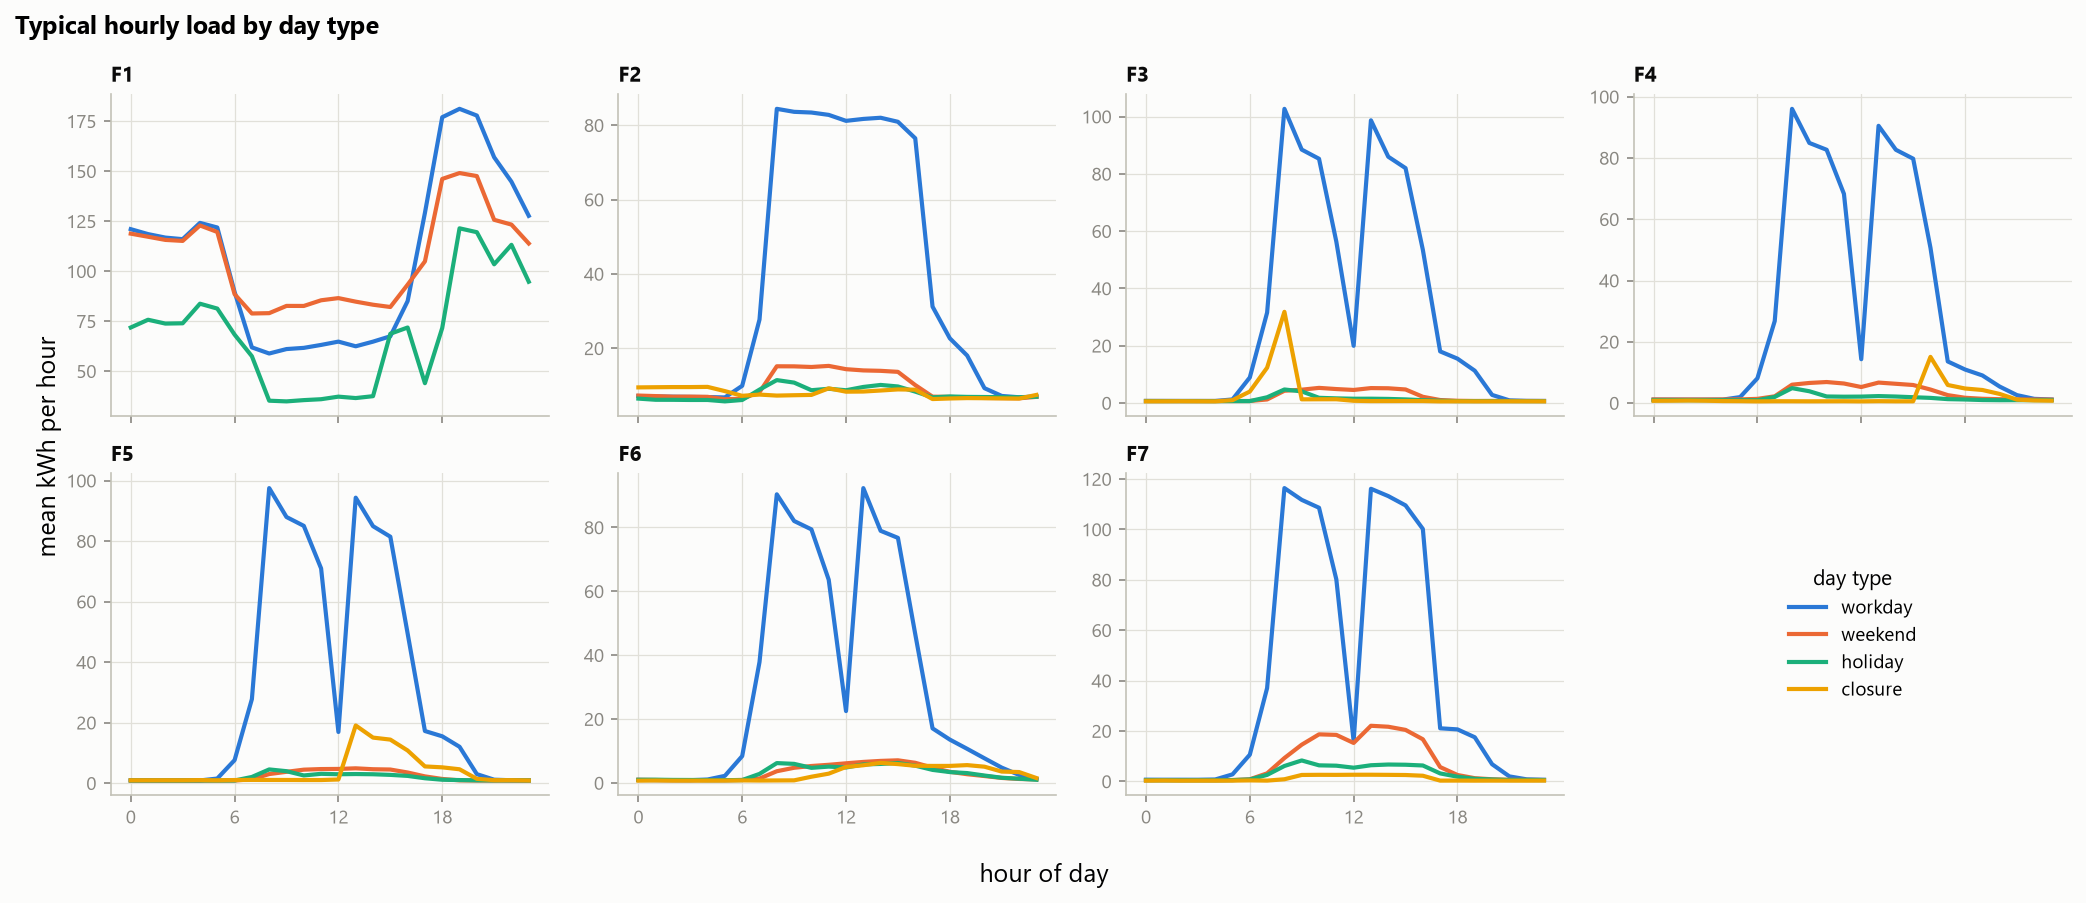 Typical hourly load by day type
F1
F2
F3
F4
175
150
125
100
75
50
80
60
40
20
100
80
60
40
20
0
100
80
60
40
20
0
mean kWh per hour
F5
F6
F7
100
80
60
40
20
0
80
60
40
20
0
120
100
80
60
40
20
0
0 6 12 18
0 6 12 18
0 6 12 18
day type
workday
weekend
holiday
closure
hour of day